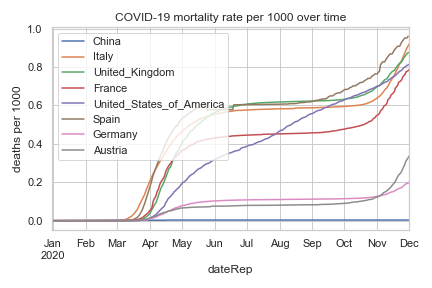 COVID-19 mortality rate per 1000 over time
deaths per 1000
1.0
0.8
0.6
0.4
0.2
0.0
China
Italy
United_Kingdom
France
United_States_of_America
Spain
Germany
Austria
Jan Feb Mar Apr May Jun Jul Aug Sep Oct Nov Dec
2020
dateRep